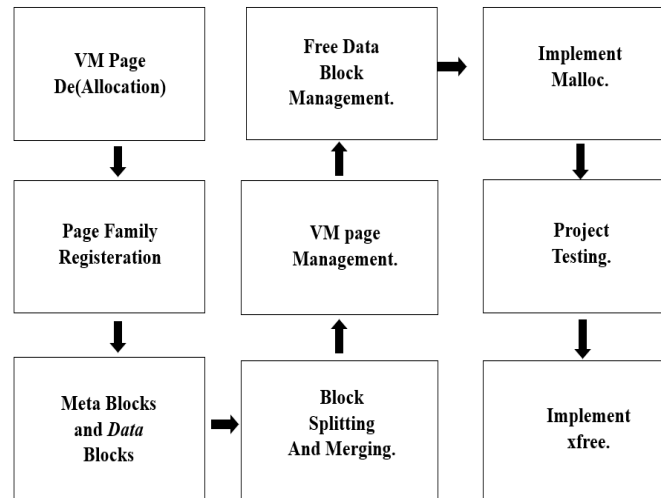 VM Page
De(Allocation)
Page Family
Registeration
Meta Blocks
and Data
Blocks
Block
Splitting
And Merging.
VM page
Management.
Free Data
Block
Management.
Implement
Malloc.
Project
Testing.
Implement
xfree.